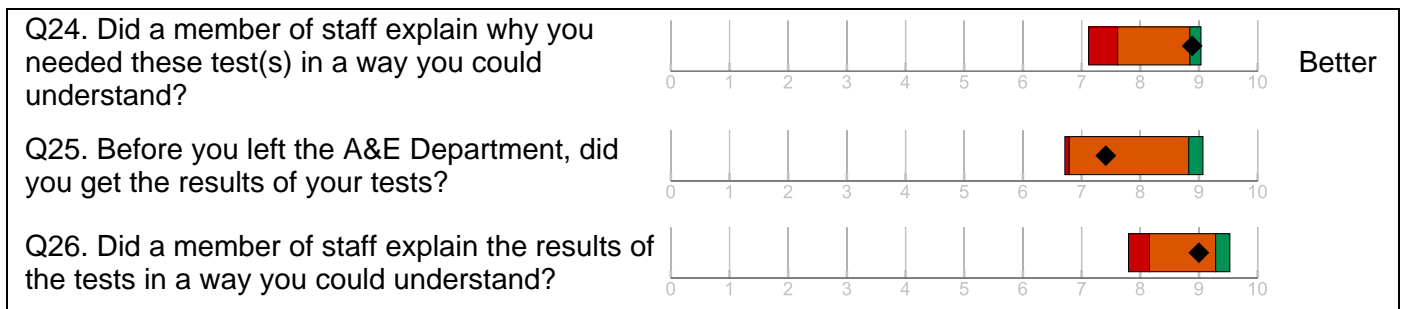 Q24. Did a member of staff explain why you
needed these test(s) in a way you could
understand?
0 1 2 3 4 5 6 7 8 9 10
Better
Q25. Before you left the A&E Department, did
you get the results of your tests?
0 1 2 3 4 5 6 7 8 9 10
Q26. Did a member of staff explain the results of
the tests in a way you could understand?
0 1 2 3 4 5 6 7 8 9 10